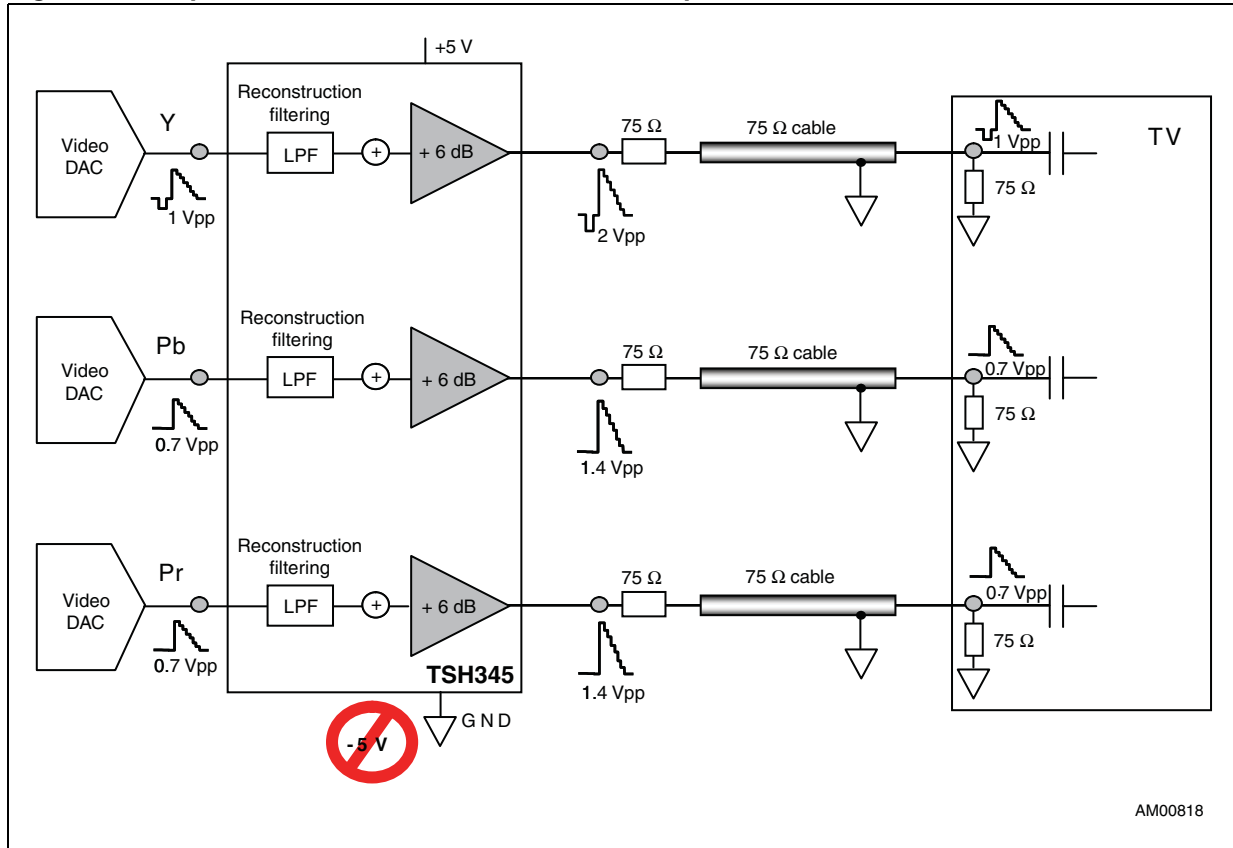 +5 V
Reconstruction
filtering
Y
Video
DAC
LPF
+
+ 6 dB
1 Vpp
75 Ω
75 Ω cable
2 Vpp
1 Vpp
TV
75 Ω
Reconstruction
filtering
Pb
Video
DAC
LPF
+
+ 6 dB
0.7 Vpp
75 Ω
75 Ω cable
1.4 Vpp
0.7 Vpp
75 Ω
Reconstruction
filtering
Pr
Video
DAC
LPF
+
+ 6 dB
0.7 Vpp
75 Ω
75 Ω cable
1.4 Vpp
0.7 Vpp
75 Ω
TSH345
GND
-5 V
AM00818